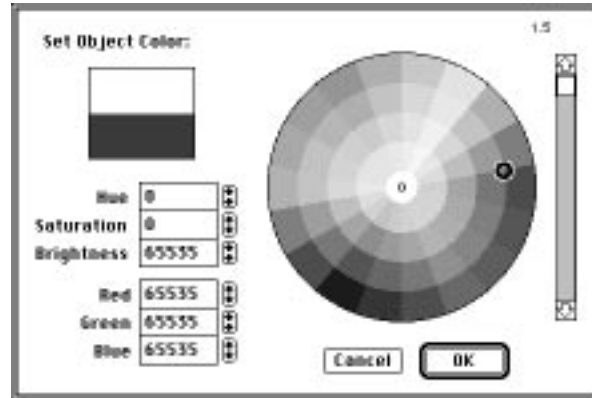 1.5
Set Object Color:
Hue 0
Saturation 0
Brightness 65535
Red 65535
Green 65535
Blue 65535
0
Cancel OK